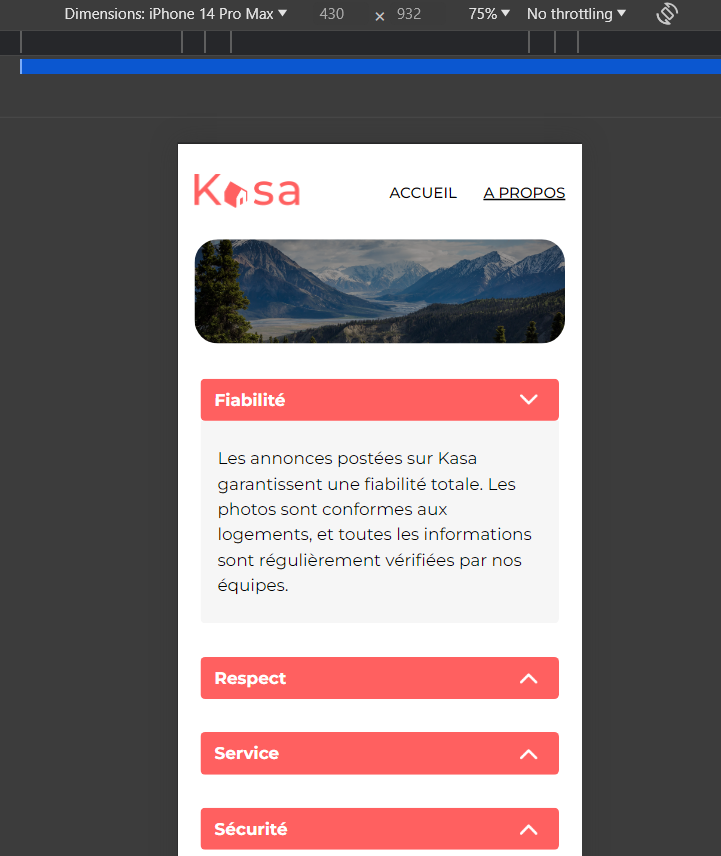 Dimensions: iPhone 14 Pro Max 430 × 932 75% No throttling
Kasa ACCUEIL A PROPOS
Fiabilité
Les annonces postées sur Kasa
garantissent une fiabilité totale. Les
photos sont conformes aux
logements, et toutes les informations
sont régulièrement vérifiées par nos
équipes.
Respect
Service
Sécurité